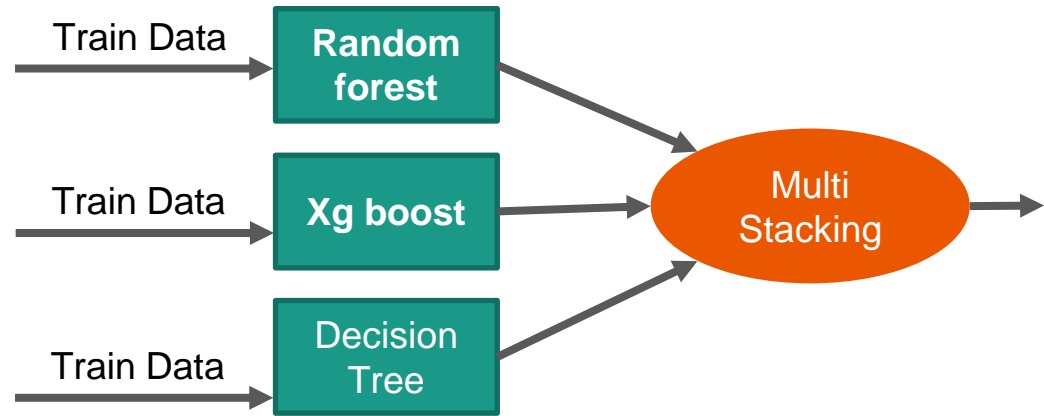 Train Data
Random
forest
Train Data
Xg boost
Multi
Stacking
Train Data
Decision
Tree